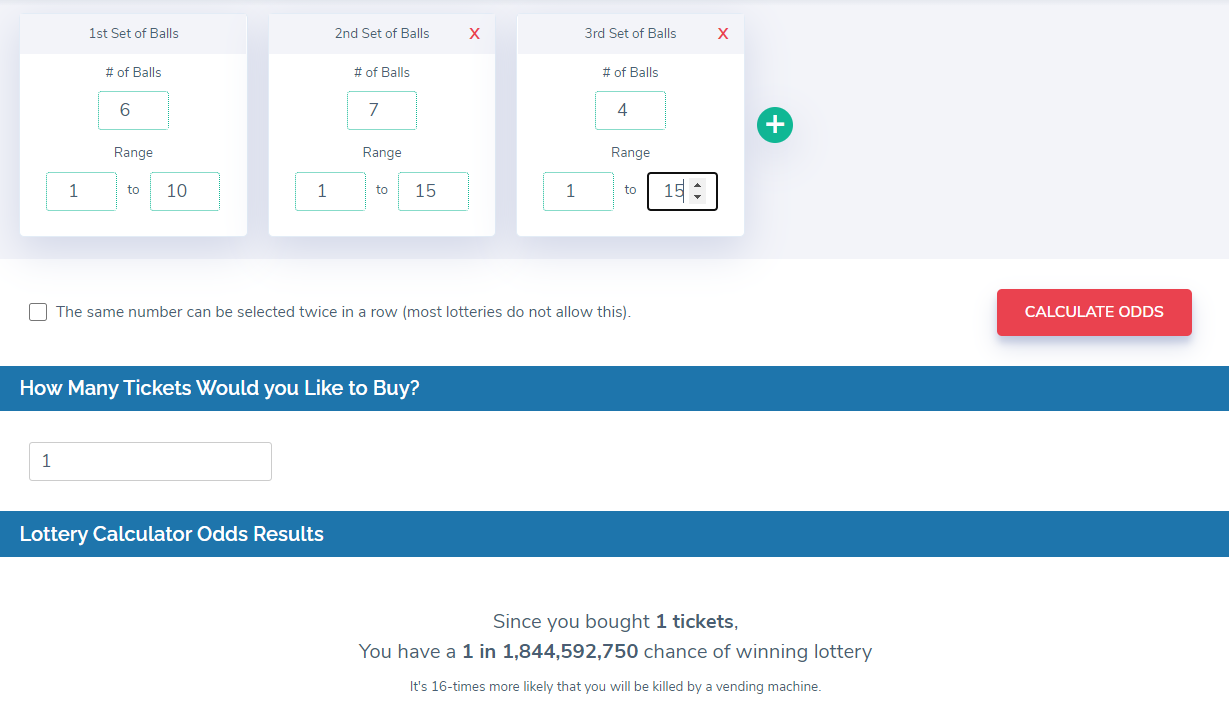 1st Set of Balls
2nd Set of Balls X
3rd Set of Balls X
# of Balls
# of Balls
# of Balls
6
7
4
Range
Range
Range
1 to 10
1 to 15
1 to 15
The same number can be selected twice in a row (most lotteries do not allow this).
CALCULATE ODDS
How Many Tickets Would you Like to Buy?
1
Lottery Calculator Odds Results
Since you bought 1 tickets,
You have a 1 in 1,844,592,750 chance of winning lottery
It's 16-times more likely that you will be killed by a vending machine.